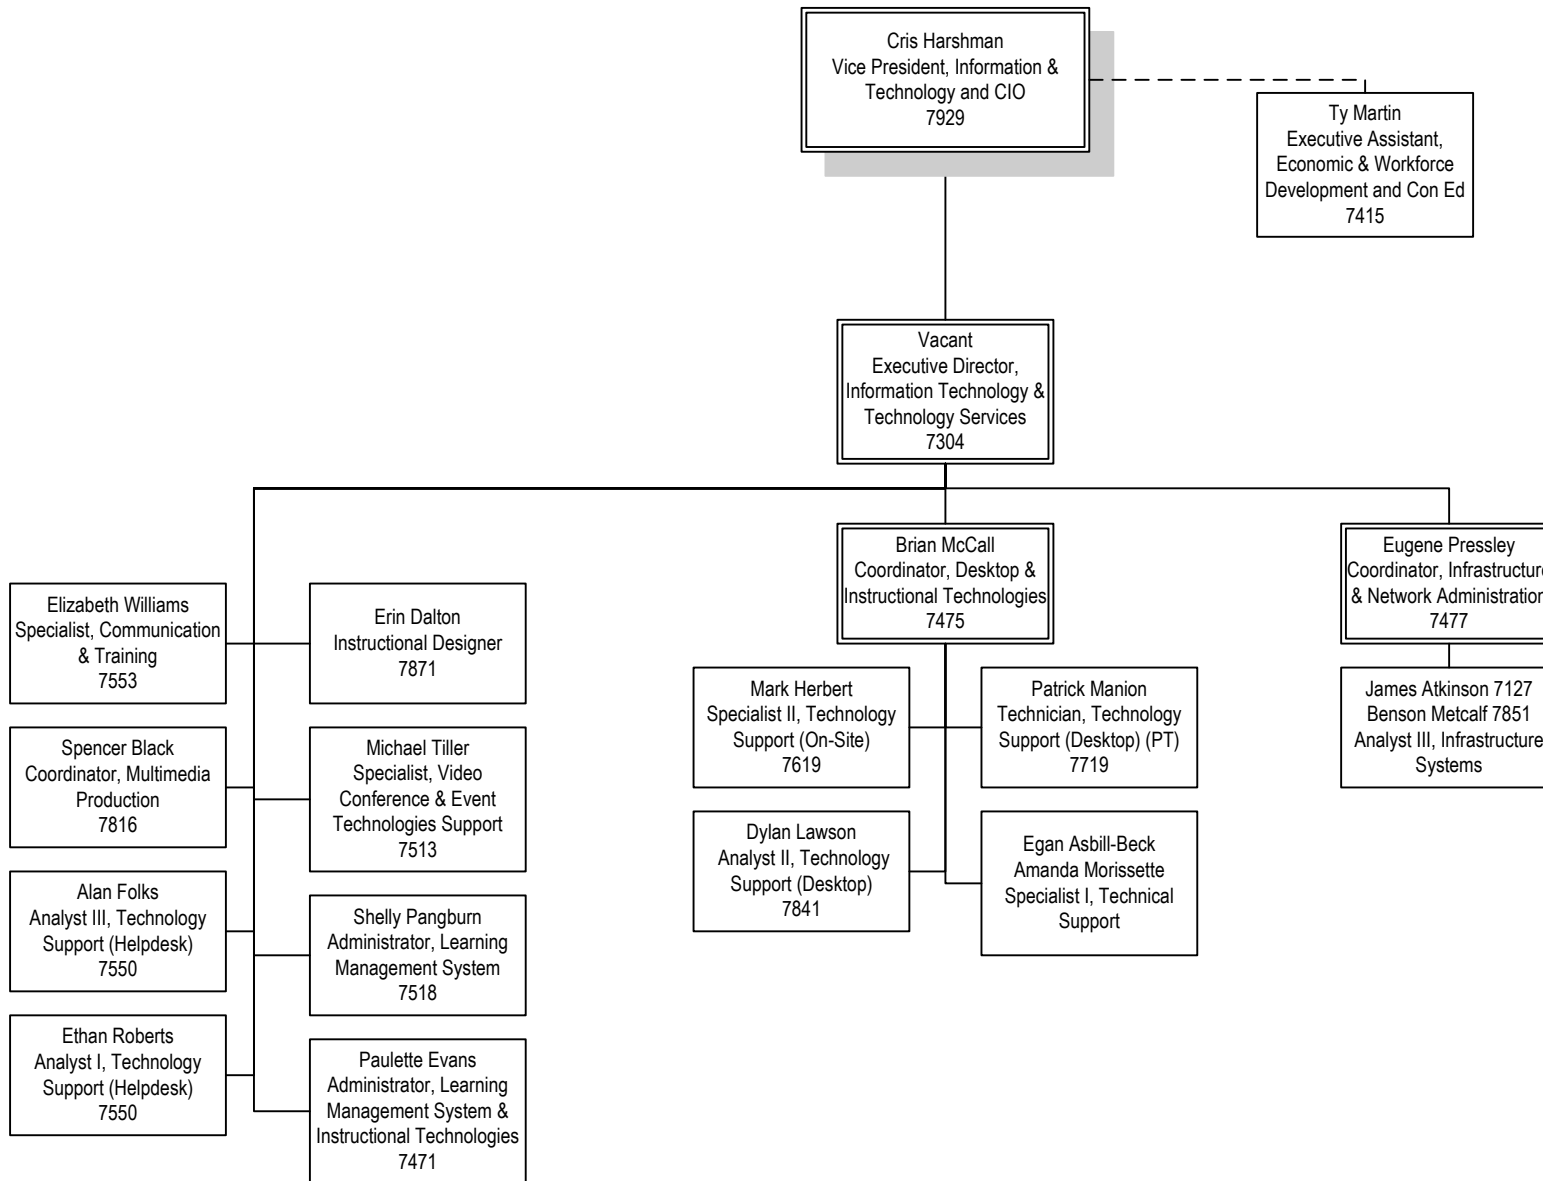 Cris Harshman
Vice President, Information &
Technology and CIO
7929
Ty Martin
Executive Assistant,
Economic & Workforce
Development and Con Ed
7415
Vacant
Executive Director,
Information Technology &
Technology Services
7304
Brian McCall
Coordinator, Desktop &
Instructional Technologies
7475
Eugene Pressley
Coordinator, Infrastructure
& Network Administration
7477
Elizabeth Williams
Specialist, Communication
& Training
7553
Erin Dalton
Instructional Designer
7871
Mark Herbert
Specialist II, Technology
Support (On-Site)
7619
Patrick Manion
Technician, Technology
Support (Desktop) (PT)
7719
James Atkinson 7127
Benson Metcalf 7851
Analyst III, Infrastructure
Systems
Spencer Black
Coordinator, Multimedia
Production
7816
Michael Tiller
Specialist, Video
Conference & Event
Technologies Support
7513
Dylan Lawson
Analyst II, Technology
Support (Desktop)
7841
Egan Asbill-Beck
Amanda Morissette
Specialist I, Technical
Support
Alan Folks
Analyst III, Technology
Support (Helpdesk)
7550
Shelly Pangburn
Administrator, Learning
Management System
7518
Ethan Roberts
Analyst I, Technology
Support (Helpdesk)
7550
Paulette Evans
Administrator, Learning
Management System &
Instructional Technologies
7471